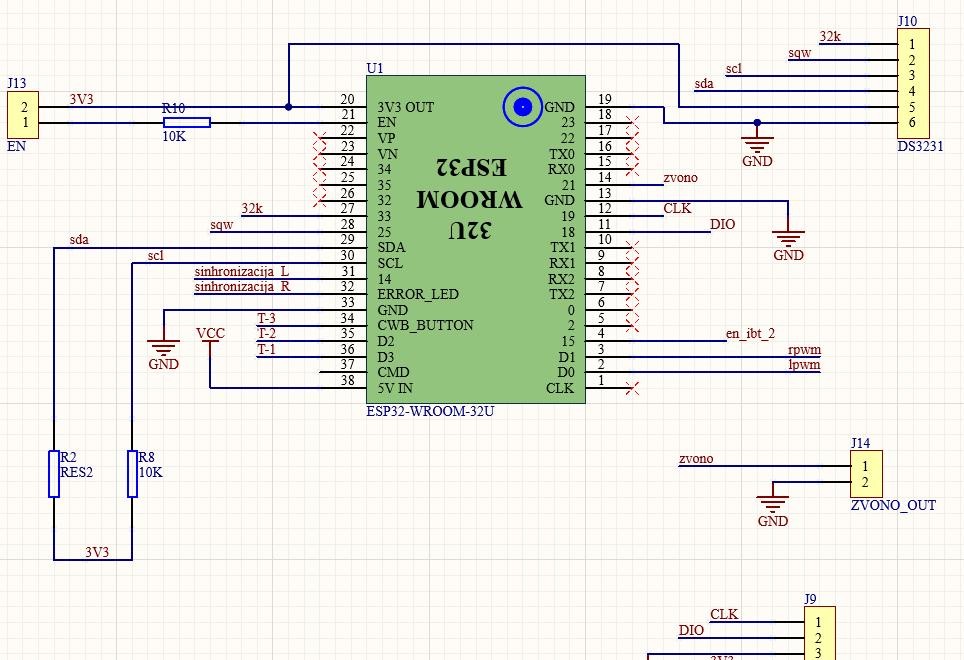 J10
32k 1
sqw 2
scl 3
sda 4
5
6
DS3231
GND
J13
2 3V3
1
EN
R10
10K
U1
20 3V3 OUT GND 19
21 EN 23 18
22 VP 22 17
23 VN TX0 16
24 34 RX0 15
25 35 21 14 zvono
26 32 GND 13
32k 27 33 19 12 CLK
sqw 28 25 18 11 DIO
sda 29 SDA TX1 10
scl 30 SCL RX1 9
sinhronizacija L 31 14 RX2 8
sinhronizacija R 32 ERROR_LED TX2 7
33 GND 0 6
T-3 34 CWB_BUTTON 2 5
T-2 35 D2 15 4 en_ibt_2
T-1 36 D3 D1 3 rpwm
37 CMD D0 2 lpwm
38 5V IN CLK 1
ESP32
WROOM
32U
ESP32-WROOM-32U
GND
VCC
GND
R2
RES2
R8
10K
3V3
J14
zvono 1
2
GND
ZVONO_OUT
J9
CLK 1
DIO 2
3V3 3